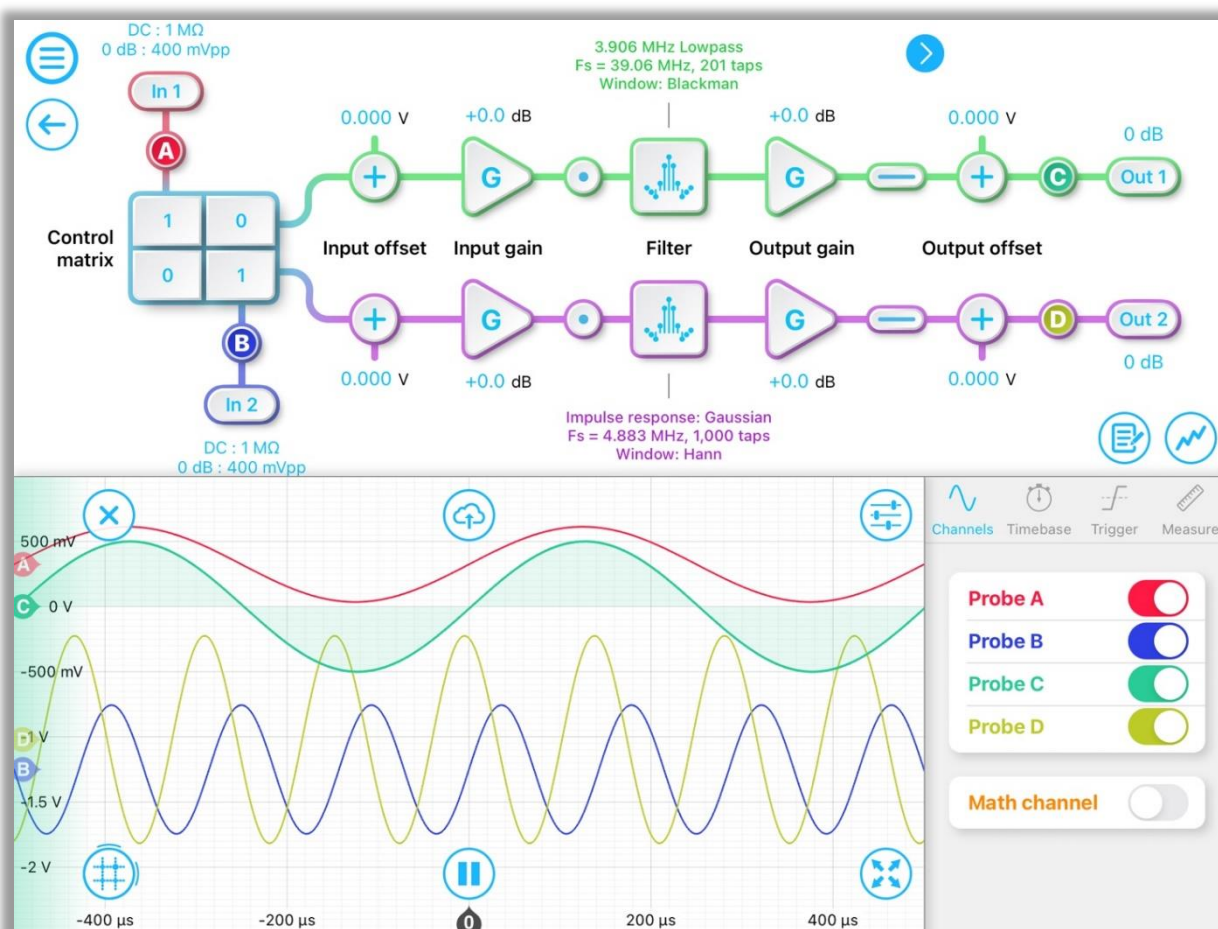 DC : 1 MΩ
0 dB : 400 mVpp
In 1
A
3.906 MHz Lowpass
Fs = 39.06 MHz, 201 taps
Window: Blackman
0.000 V
+0.0 dB
+0.0 dB
0.000 V
0 dB
G
G
C
Out 1
Control
matrix
1 0
0 1
Input offset
Input gain
Filter
Output gain
Output offset
B
In 2
DC : 1 MΩ
0 dB : 400 mVpp
G
G
D
Out 2
0.000 V
+0.0 dB
+0.0 dB
0.000 V
0 dB
Impulse response: Gaussian
Fs = 4.883 MHz, 1,000 taps
Window: Hann
500 mV
A
C
0 V
-500 mV
D
-1 V
B
-1.5 V
-2 V
-400 µs
-200 µs
0
200 µs
400 µs
Channels
Timebase
Trigger
Measure
Probe A
Probe B
Probe C
Probe D
Math channel